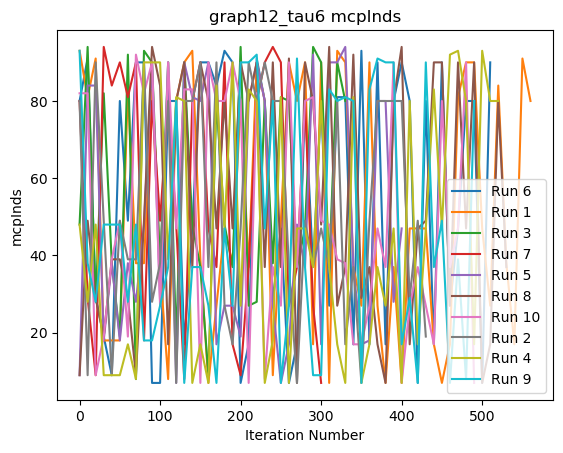 graph12_tau6 mcpInds
mcpInds
80
60
40
20
0
100
200
300
400
500
Iteration Number
Run 6
Run 1
Run 3
Run 7
Run 5
Run 8
Run 10
Run 2
Run 4
Run 9